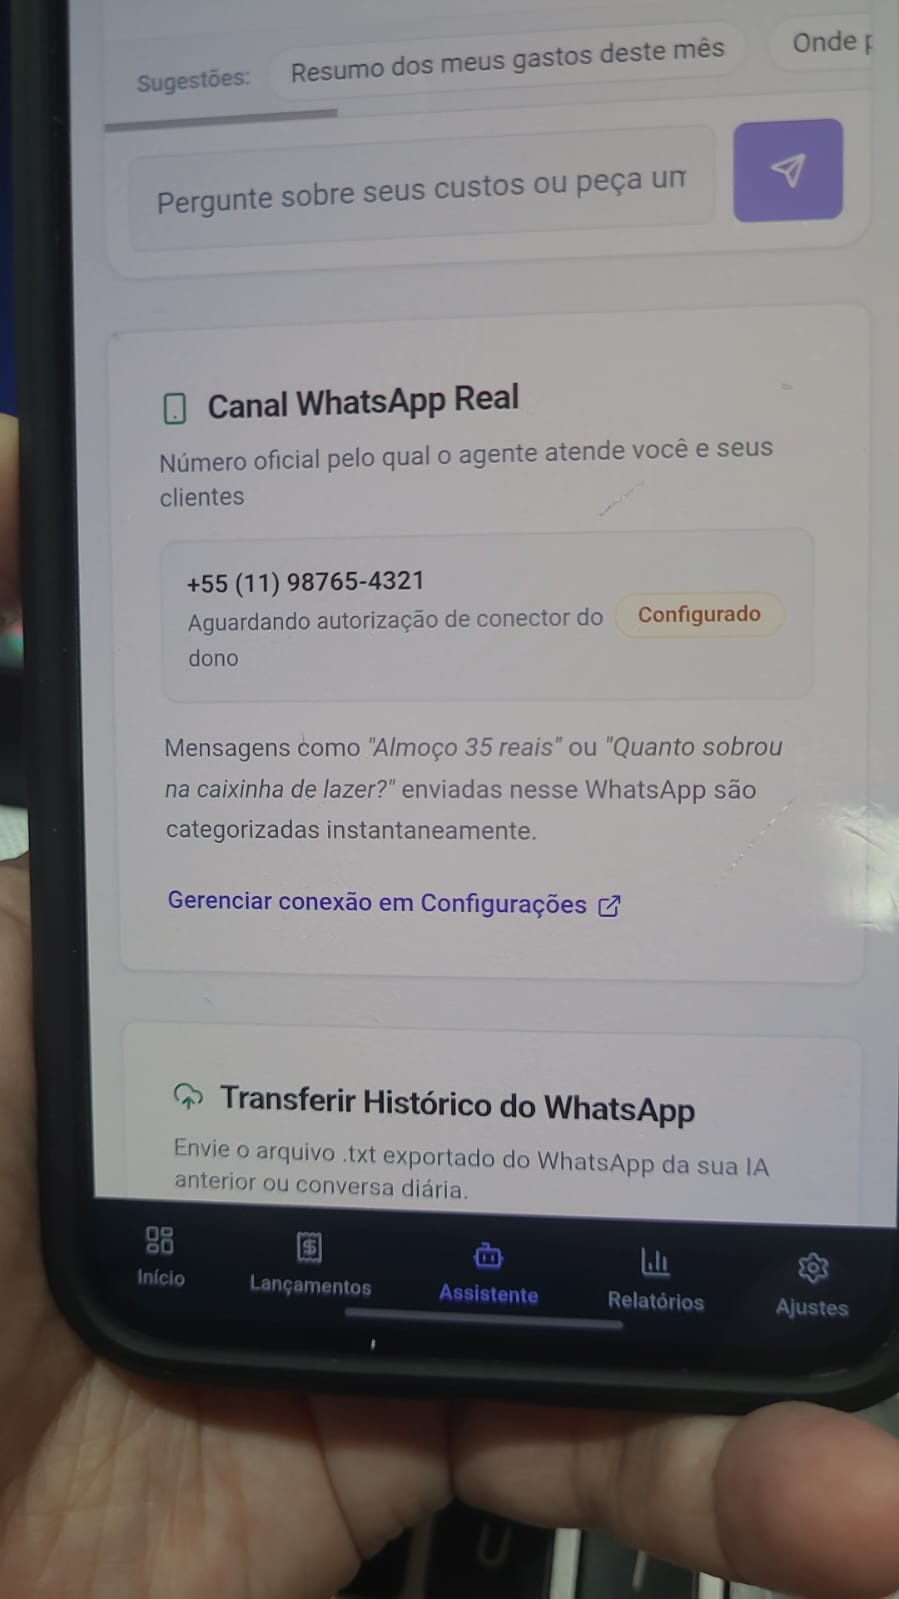 Sugestões: Resumo dos meus gastos deste mês Onde
Pergunte sobre seus custos ou peça
Canal WhatsApp Real
Número oficial pelo qual o agente atende você e seus
clientes
+55 (11) 98765-4321
Aguardando autorização de conector do
dono
Configurado
Mensagens como "Almoço 35 reais" ou "Quanto sobrou
na caixinha de lazer?" enviadas nesse WhatsApp são
categorizadas instantaneamente.
Gerenciar conexão em Configurações
Transferir Histórico do WhatsApp
Envie o arquivo .txt exportado do WhatsApp da sua IA
anterior ou conversa diária.
Início Lançamentos Assistente Relatórios Ajustes